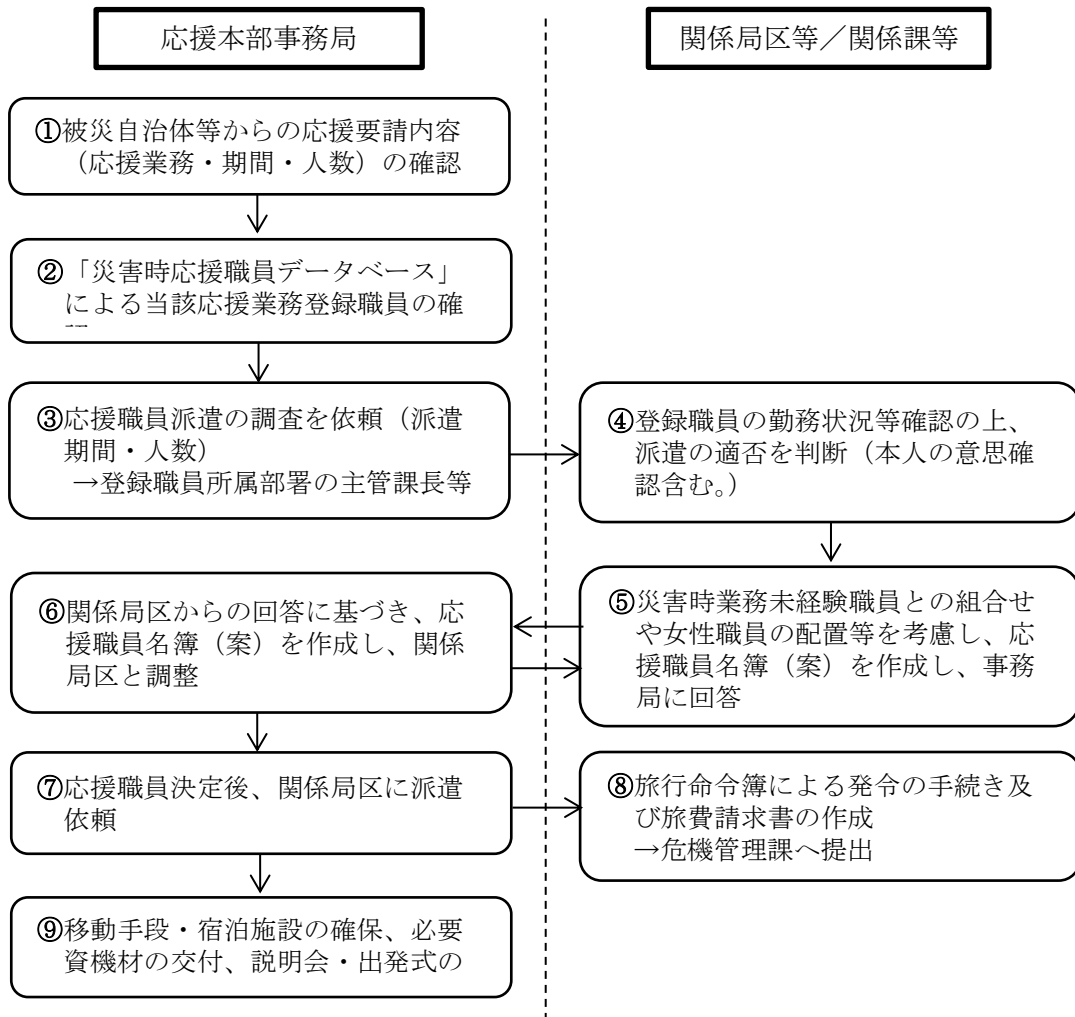 応援本部事務局
関係局区等／関係課等
①被災自治体等からの応援要請内容
（応援業務・期間・人数）の確認
②「災害時応援職員データベース」
による当該応援業務登録職員の確
③応援職員派遣の調査を依頼（派遣
期間・人数）
→登録職員所属部署の主管課長等
④登録職員の勤務状況等確認の上、
派遣の適否を判断（本人の意思確
認含む。）
⑤災害時業務未経験職員との組合せ
や女性職員の配置等を考慮し、応
援職員名簿（案）を作成し、事務
局に回答
⑥関係局区からの回答に基づき、応
援職員名簿（案）を作成し、関係
局区と調整
⑦応援職員決定後、関係局区に派遣
依頼
⑧旅行命令簿による発令の手続き及
び旅費請求書の作成
→危機管理課へ提出
⑨移動手段・宿泊施設の確保、必要
資機材の交付、説明会・出発式の